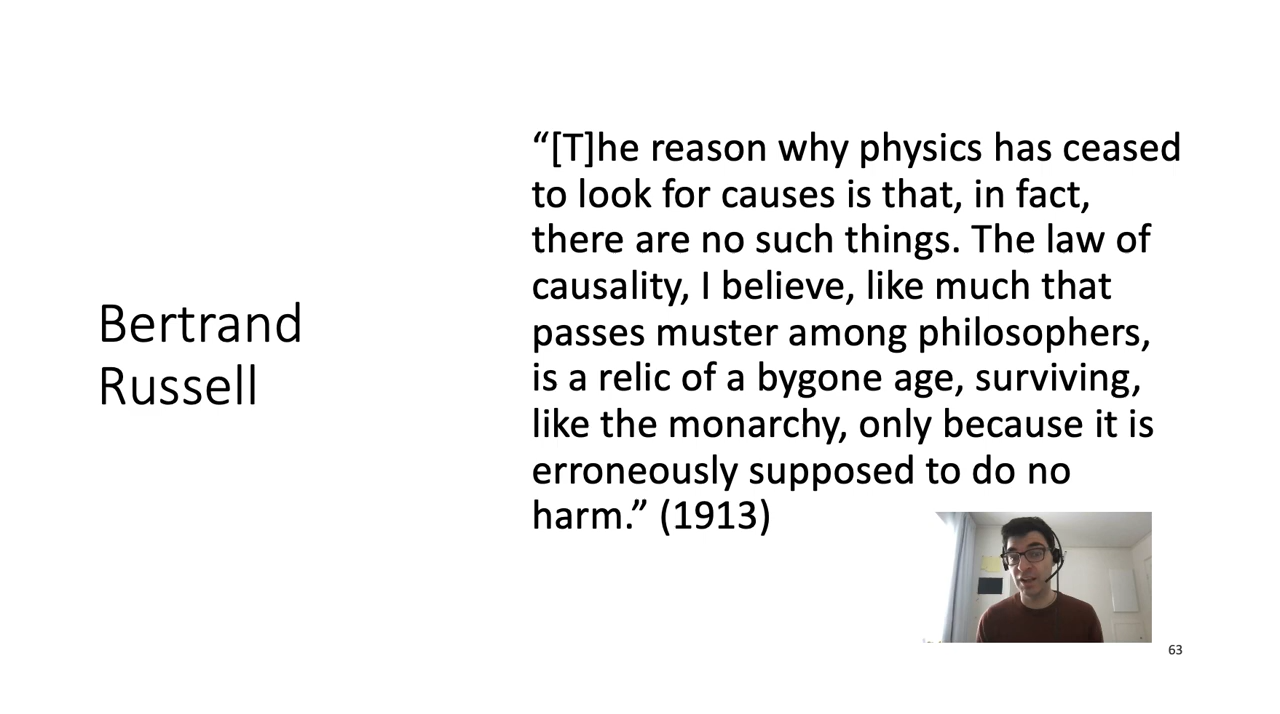 Bertrand
Russell
“[T]he reason why physics has ceased
to look for causes is that, in fact,
there are no such things. The law of
causality, I believe, like much that
passes muster among philosophers,
is a relic of a bygone age, surviving,
like the monarchy, only because it is
erroneously supposed to do no
harm.” (1913)
63